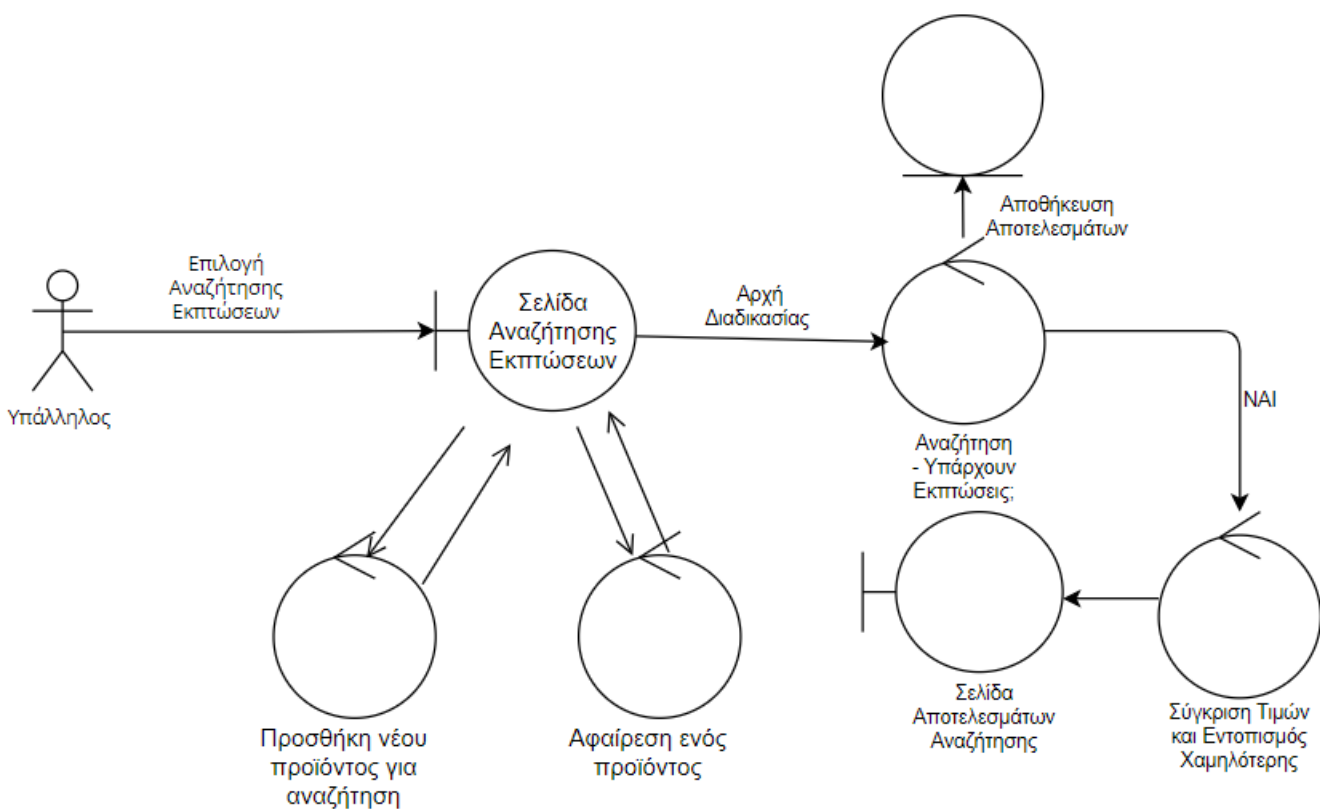 Αποθήκευση
Αποτελεσμάτων
Επιλογή
Αναζήτησης
Εκπτώσεων
Σελίδα
Αναζήτησης
Εκπτώσεων
Αρχή
Διαδικασίας
Υπάλληλος
ΝΑΙ
Αναζήτηση
- Υπάρχουν
Εκπτώσεις;
Προσθήκη νέου
προϊόντος για
αναζήτηση
Αφαίρεση ενός
προϊόντος
Σελίδα
Αποτελεσμάτων
Αναζήτησης
Σύγκριση Τιμών
και Εντοπισμός
Χαμηλότερης